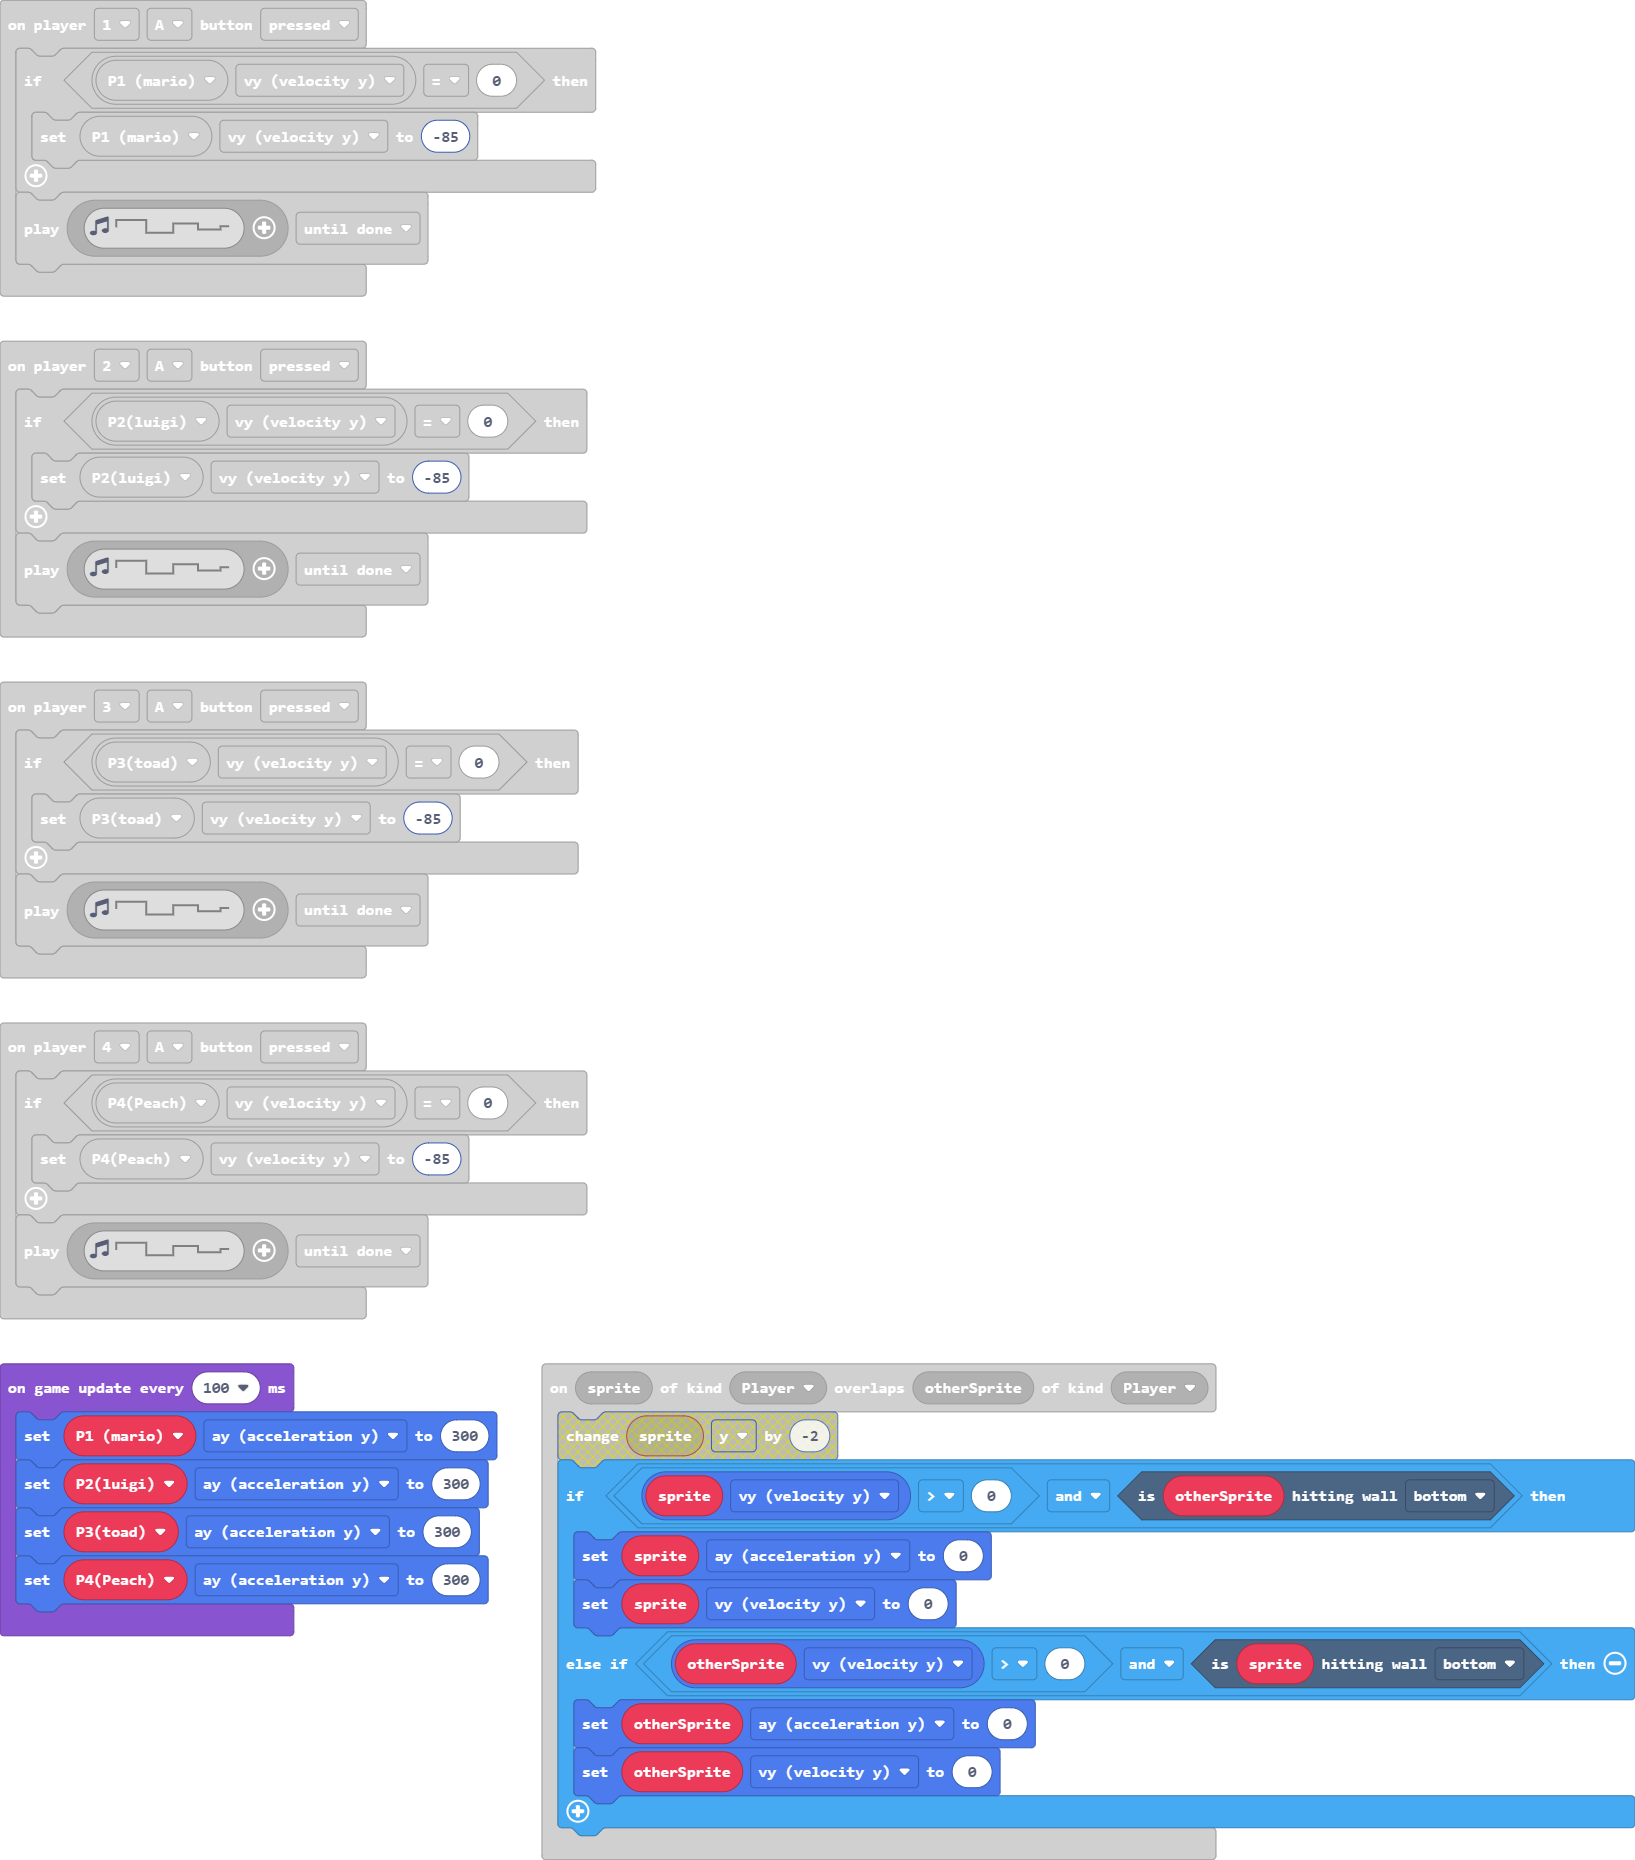 on player 1 A button pressed
if P1 (mario) vy (velocity y) = 0 then
set P1 (mario) vy (velocity y) to -85
play until done
on player 2 A button pressed
if P2(luigi) vy (velocity y) = 0 then
set P2(luigi) vy (velocity y) to -85
play until done
on player 3 A button pressed
if P3(toad) vy (velocity y) = 0 then
set P3(toad) vy (velocity y) to -85
play until done
on player 4 A button pressed
if P4(Peach) vy (velocity y) = 0 then
set P4(Peach) vy (velocity y) to -85
play until done
on game update every 100 ms
set P1 (mario) ay (acceleration y) to 300
set P2(luigi) ay (acceleration y) to 300
set P3(toad) ay (acceleration y) to 300
set P4(Peach) ay (acceleration y) to 300
on sprite of kind Player overlaps otherSprite of kind Player
change sprite y by -2
if sprite vy (velocity y) > 0 and is otherSprite hitting wall bottom then
set sprite ay (acceleration y) to 0
set sprite vy (velocity y) to 0
else if otherSprite vy (velocity y) > 0 and is sprite hitting wall bottom then
set otherSprite ay (acceleration y) to 0
set otherSprite vy (velocity y) to 0